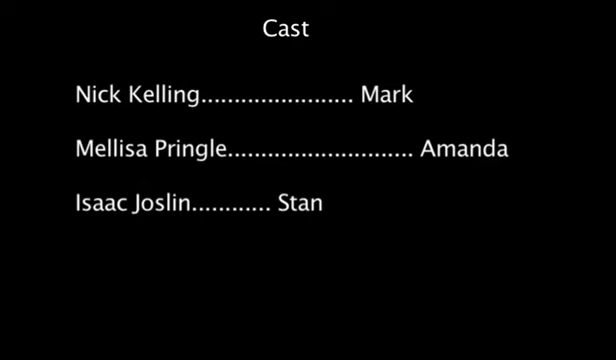 Cast
Nick Kelling....................... Mark
Mellisa Pringle............................ Amanda
Isaac Joslin............ Stan